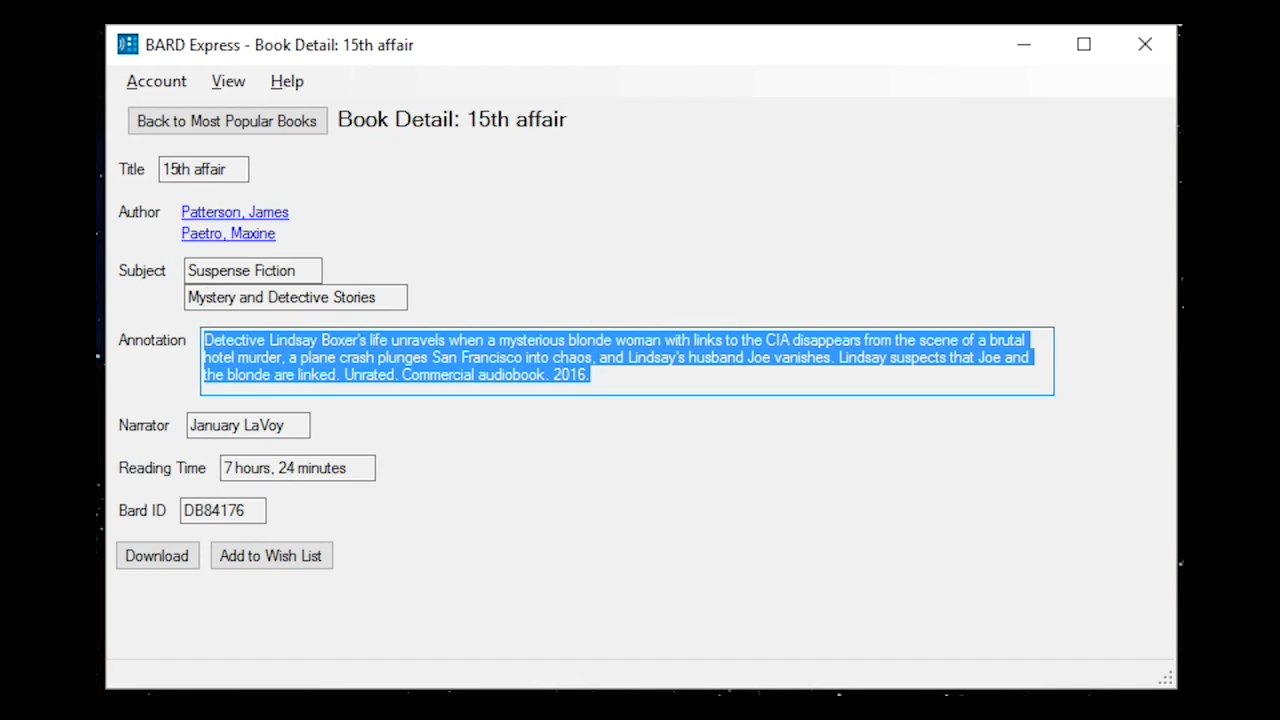 BARD Express - Book Detail: 15th affair
Account View Help
Back to Most Popular Books Book Detail: 15th affair
Title 15th affair
Author Patterson, James
Paetro, Maxine
Subject Suspense Fiction
Mystery and Detective Stories
Annotation Detective Lindsay Boxer's life unravels when a mysterious blonde woman with links to the CIA disappears from the scene of a brutal
hotel murder, a plane crash plunges San Francisco into chaos, and Lindsay's husband Joe vanishes. Lindsay suspects that Joe and
the blonde are linked. Unrated. Commercial audiobook. 2016.
Narrator January LaVoy
Reading Time 7 hours, 24 minutes
Bard ID DB84176
Download Add to Wish List